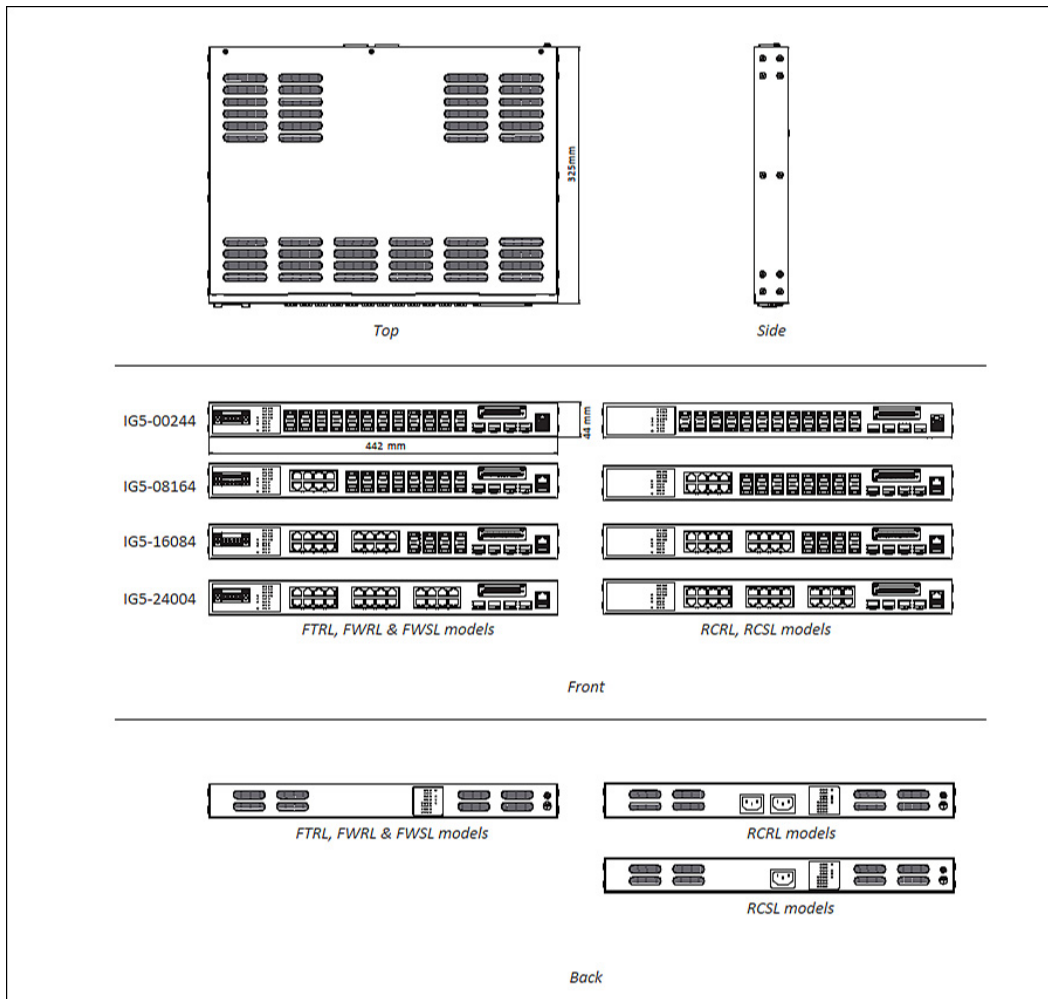 325mm
Top
Side
IG5-00244
44 mm
442 mm
IG5-08164
IG5-16084
IG5-24004
FTRL, FWRL & FWSL models
RCRL, RCSL models
Front
FTRL, FWRL & FWSL models
RCRL models
RCSL models
Back